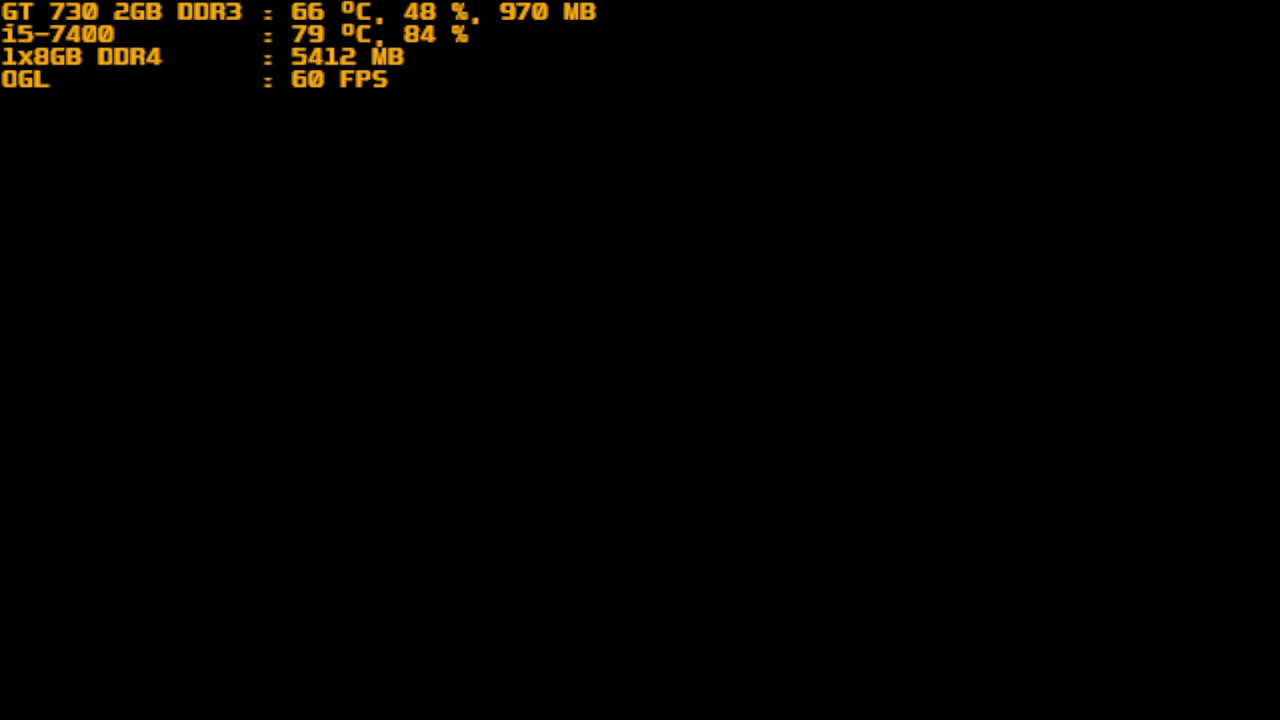 GT 730 2GB DDR3 : 66 ºC, 48 %, 970 MB
i5-7400 : 79 ºC, 84 %
1x8GB DDR4 : 5412 MB
OGL : 60 FPS